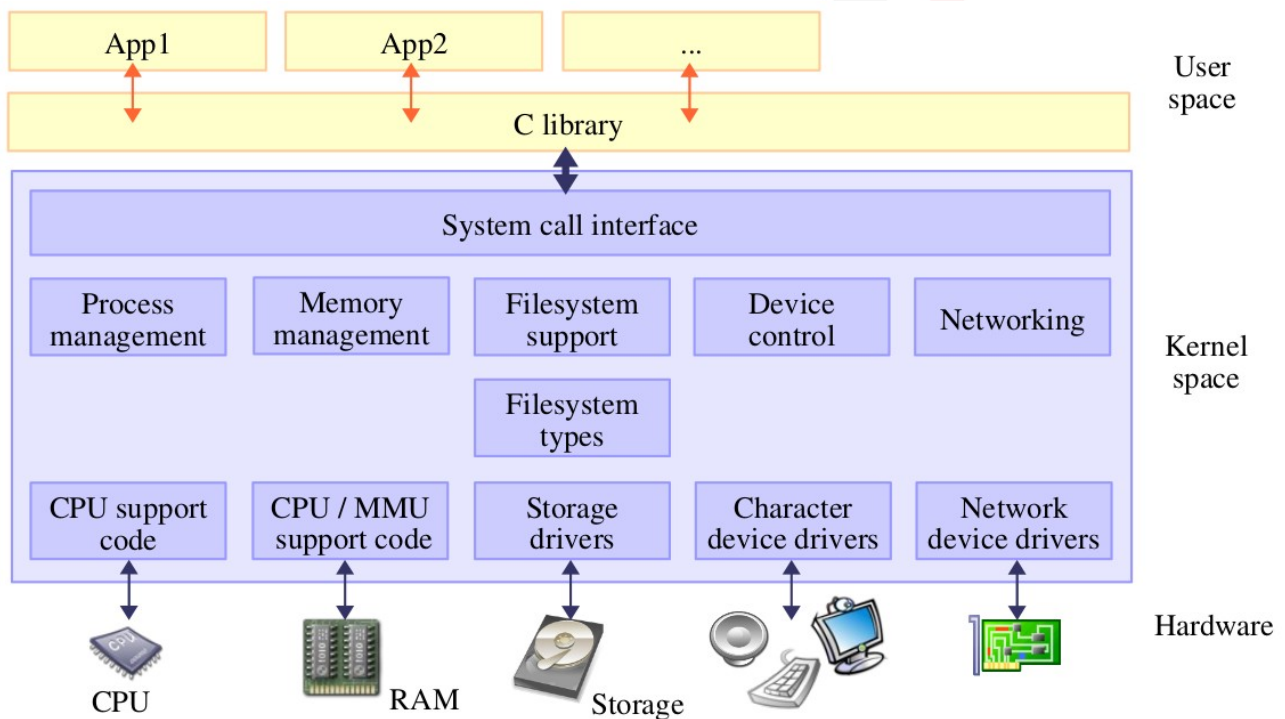 App1
App2
...
User
space
C library
System call interface
Process
management
Memory
management
Filesystem
support
Device
control
Networking
Kernel
space
Filesystem
types
CPU support
code
CPU / MMU
support code
Storage
drivers
Character
device drivers
Network
device drivers
Hardware
CPU
CPU
RAM
Storage